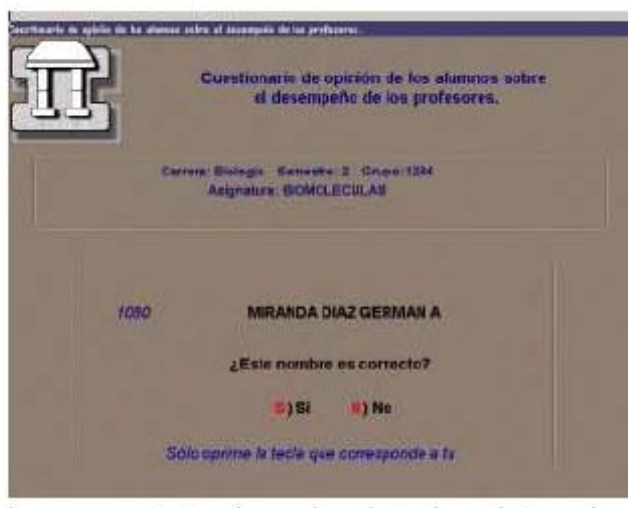 Cuestionario de opinión de los alumnos sobre el desempeño de los profesores.
Cuestionario de opinión de los alumnos sobre
el desempeño de los profesores.
Carrera: Biología Semestre: 2 Grupo: 1204
Asignatura: BIOMOLECULAS
1080 MIRANDA DIAZ GERMAN A
¿Este nombre es correcto?
S) Si N) No
Sólo oprime la tecla que corresponde a tu